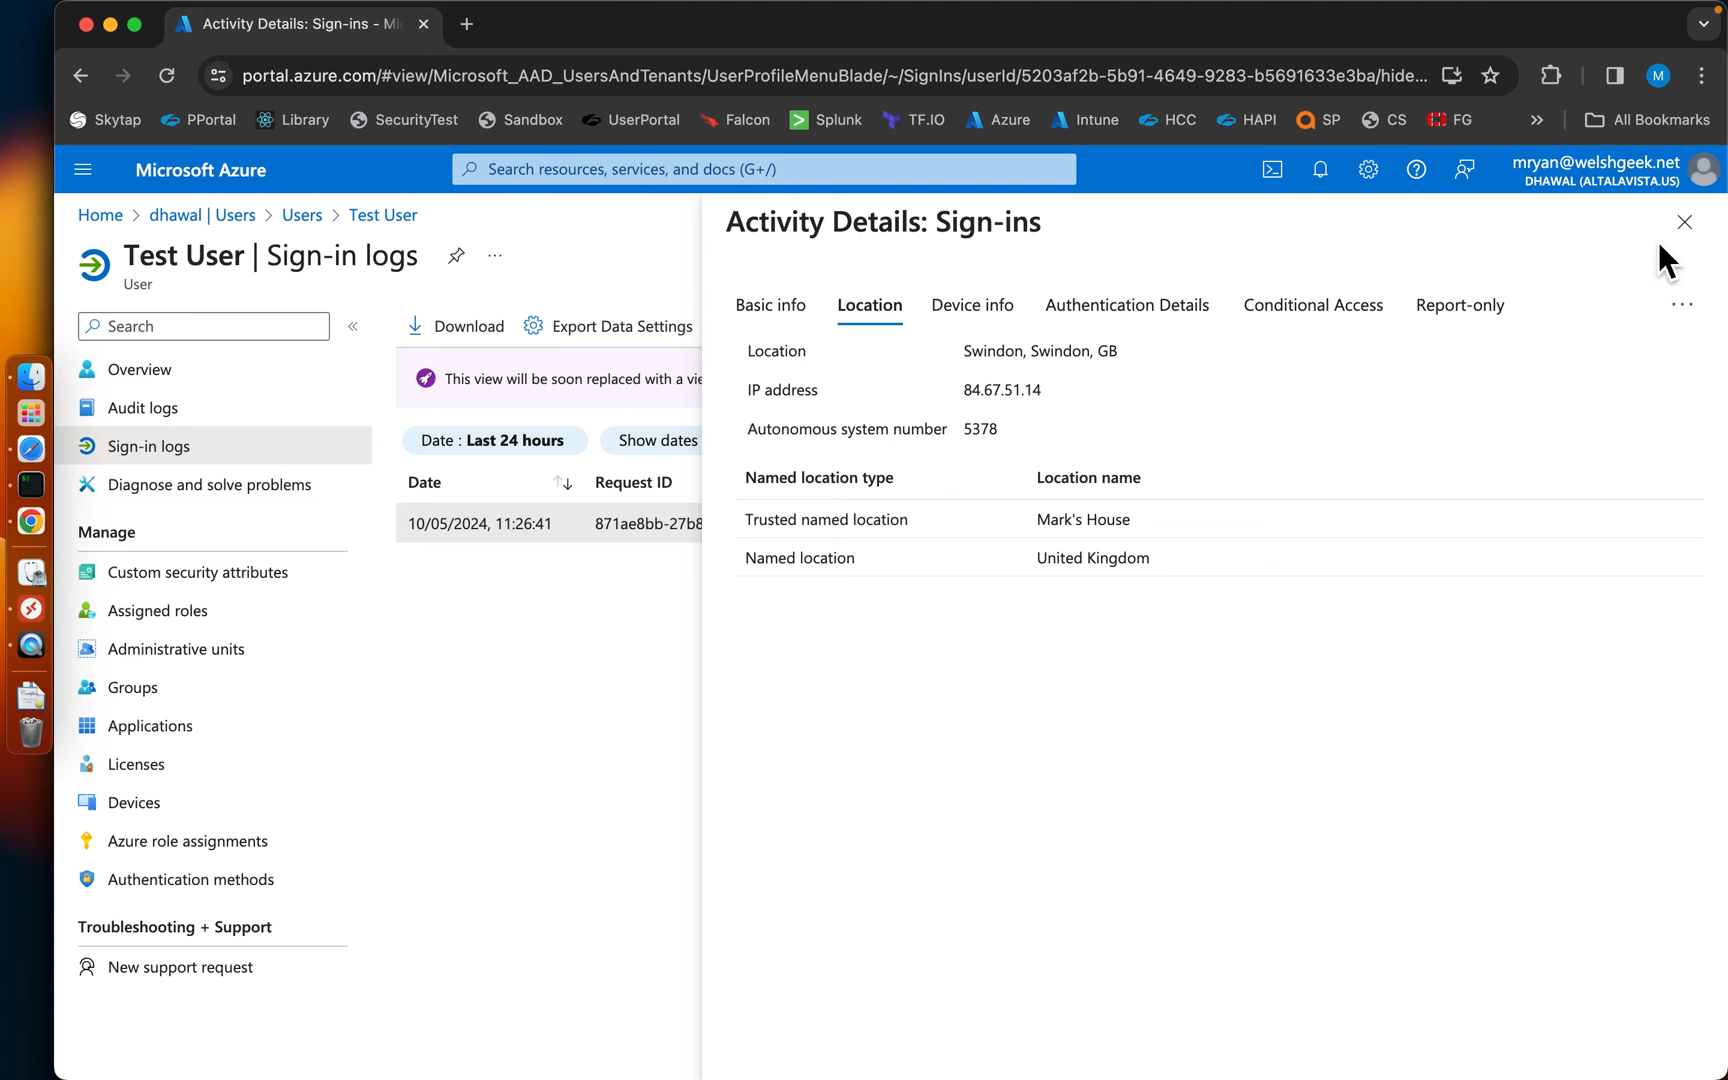 Activity Details: Sign-ins - Mi
portal.azure.com/#view/Microsoft_AAD_UsersAndTenants/UserProfileMenuBlade/~/SignIns/userId/5203af2b-5b91-4649-9283-b5691633e3ba/hide...
M
Skytap
PPortal
Library
SecurityTest
Sandbox
UserPortal
Falcon
Splunk
TF.IO
Azure
Intune
HCC
HAPI
SP
CS
FG
All Bookmarks
Microsoft Azure
Search resources, services, and docs (G+/)
mryan@welshgeek.net
DHAWAL (ALTALAVISTA.US)
Home > dhawal | Users > Users > Test User
Test User | Sign-in logs
User
Search
Overview
Audit logs
Sign-in logs
Diagnose and solve problems
Manage
Custom security attributes
Assigned roles
Administrative units
Groups
Applications
Licenses
Devices
Azure role assignments
Authentication methods
Troubleshooting + Support
New support request
Download
Export Data Settings
This view will be soon replaced with a vie
Date : Last 24 hours
Show dates
Date
Request ID
10/05/2024, 11:26:41
871ae8bb-27b8
Activity Details: Sign-ins
Basic info
Location
Device info
Authentication Details
Conditional Access
Report-only
Location Swindon, Swindon, GB
IP address 84.67.51.14
Autonomous system number 5378
Named location type Location name
Trusted named location Mark's House
Named location United Kingdom